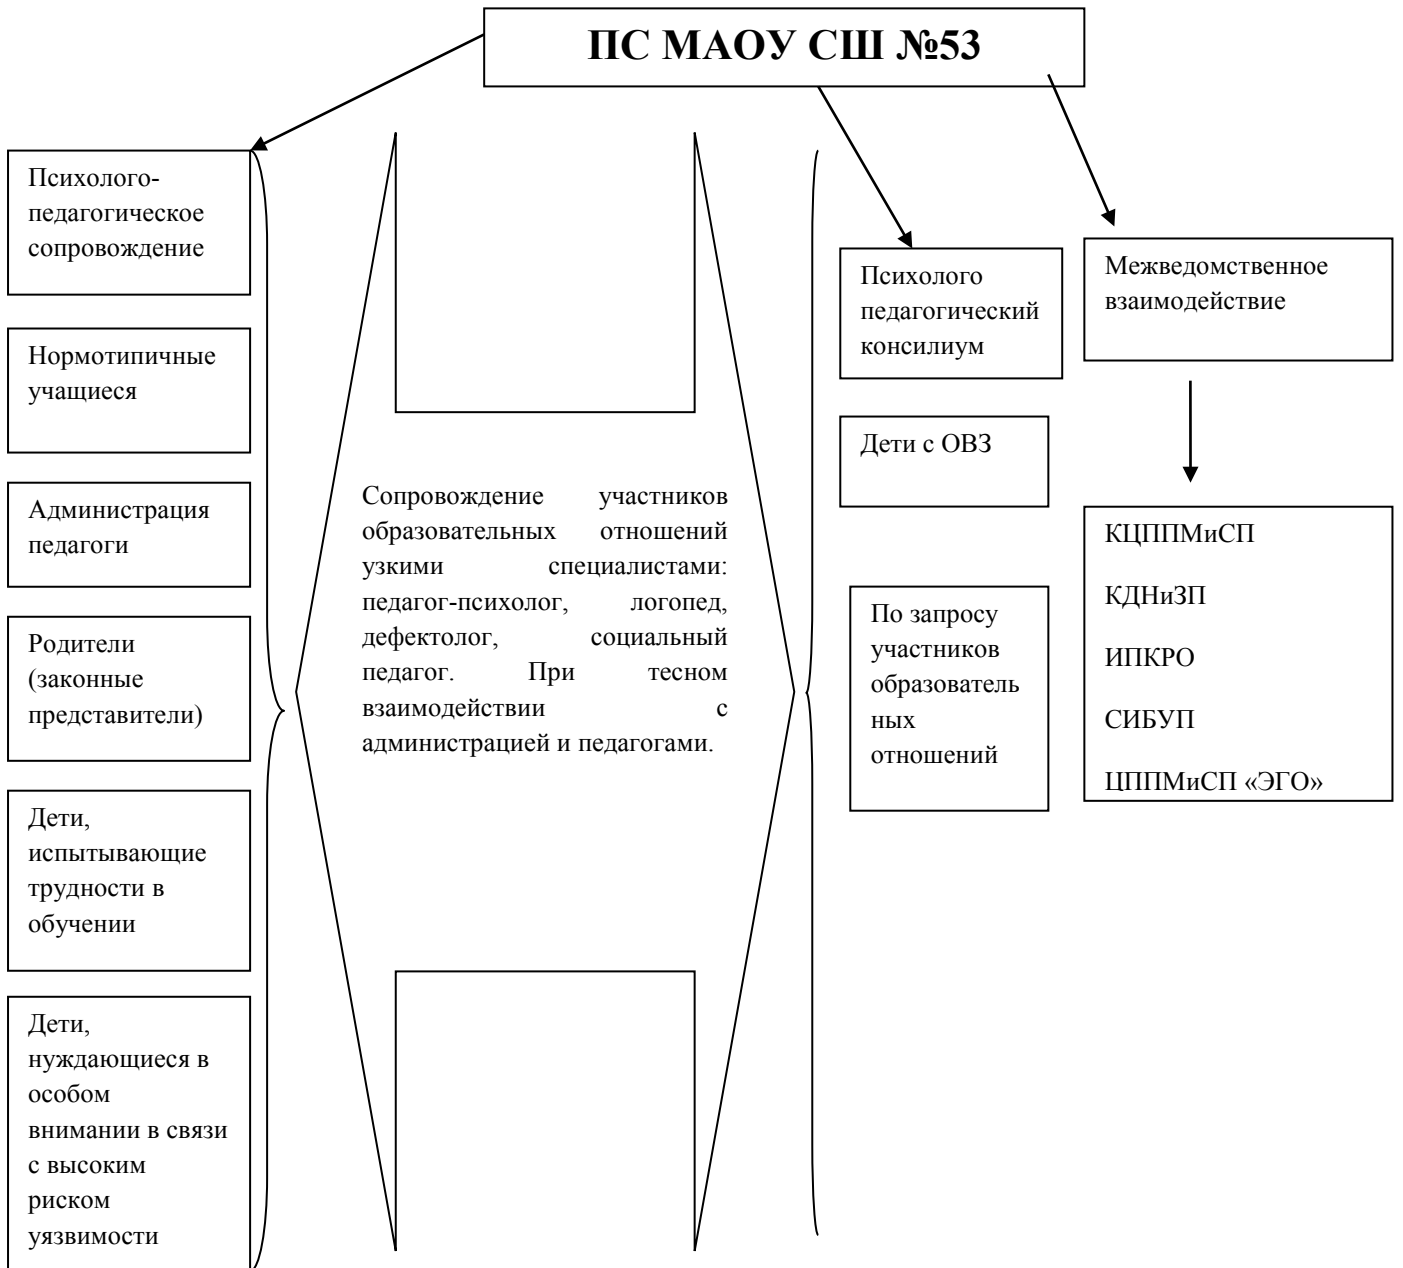 ПС МАОУ СШ №53
Психолого-
педагогическое
сопровождение
Нормотипичные
учащиеся
Администрация
педагоги
Родители
(законные
представители)
Дети,
испытывающие
трудности в
обучении
Дети,
нуждающиеся в
особом
внимании в связи
с высоким
риском
уязвимости
Сопровождение участников
образовательных отношений
узкими специалистами:
педагог-психолог, логопед,
дефектолог, социальный
педагог. При тесном
взаимодействии с
администрацией и педагогами.
Психолого
педагогический
консилиум
Дети с ОВЗ
По запросу
участников
образователь
ных
отношений
Межведомственное
взаимодействие
КЦППМиСП
КДНиЗП
ИПКРО
СИБУП
ЦППМиСП «ЭГО»